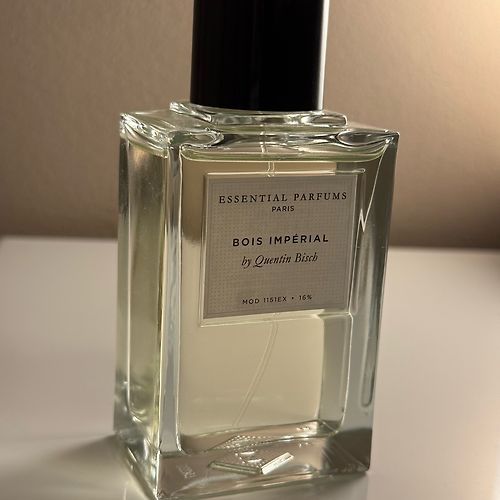 ESSENTIAL PARFUMS
PARIS
BOIS IMPÉRIAL
by Quentin Bisch
MOD 1151EX • 16%